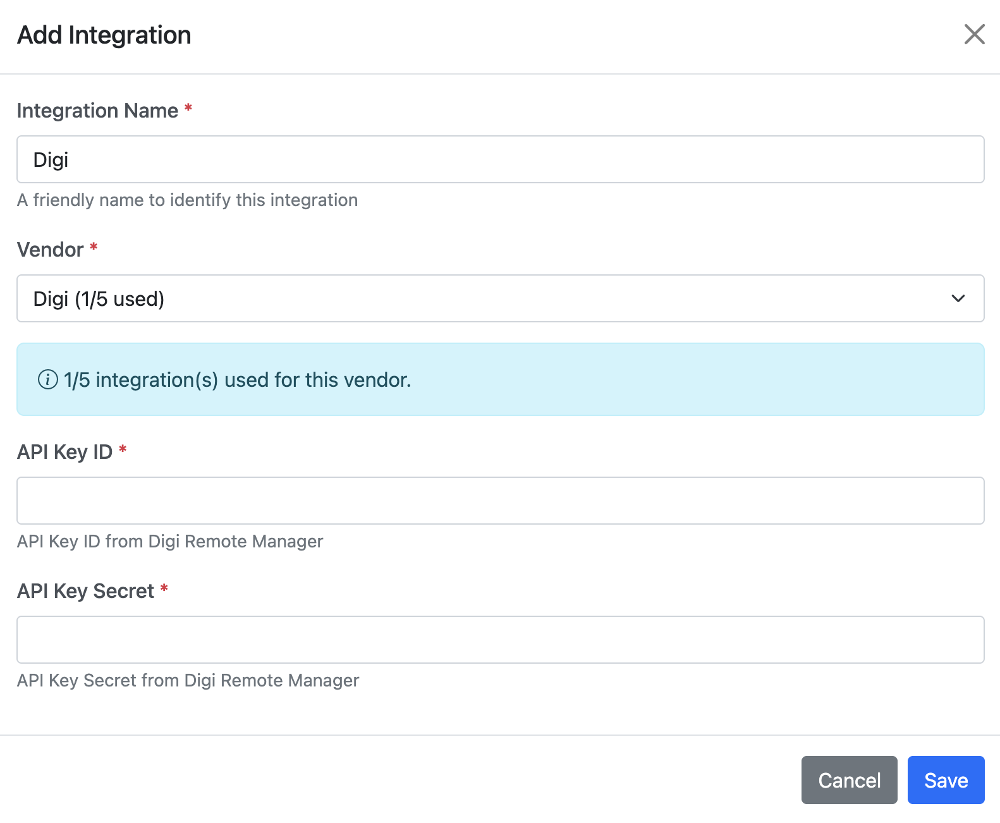 Add Integration
Integration Name *
Digi
A friendly name to identify this integration
Vendor *
Digi (1/5 used)
1/5 integration(s) used for this vendor.
API Key ID *
API Key ID from Digi Remote Manager
API Key Secret *
API Key Secret from Digi Remote Manager
Cancel Save